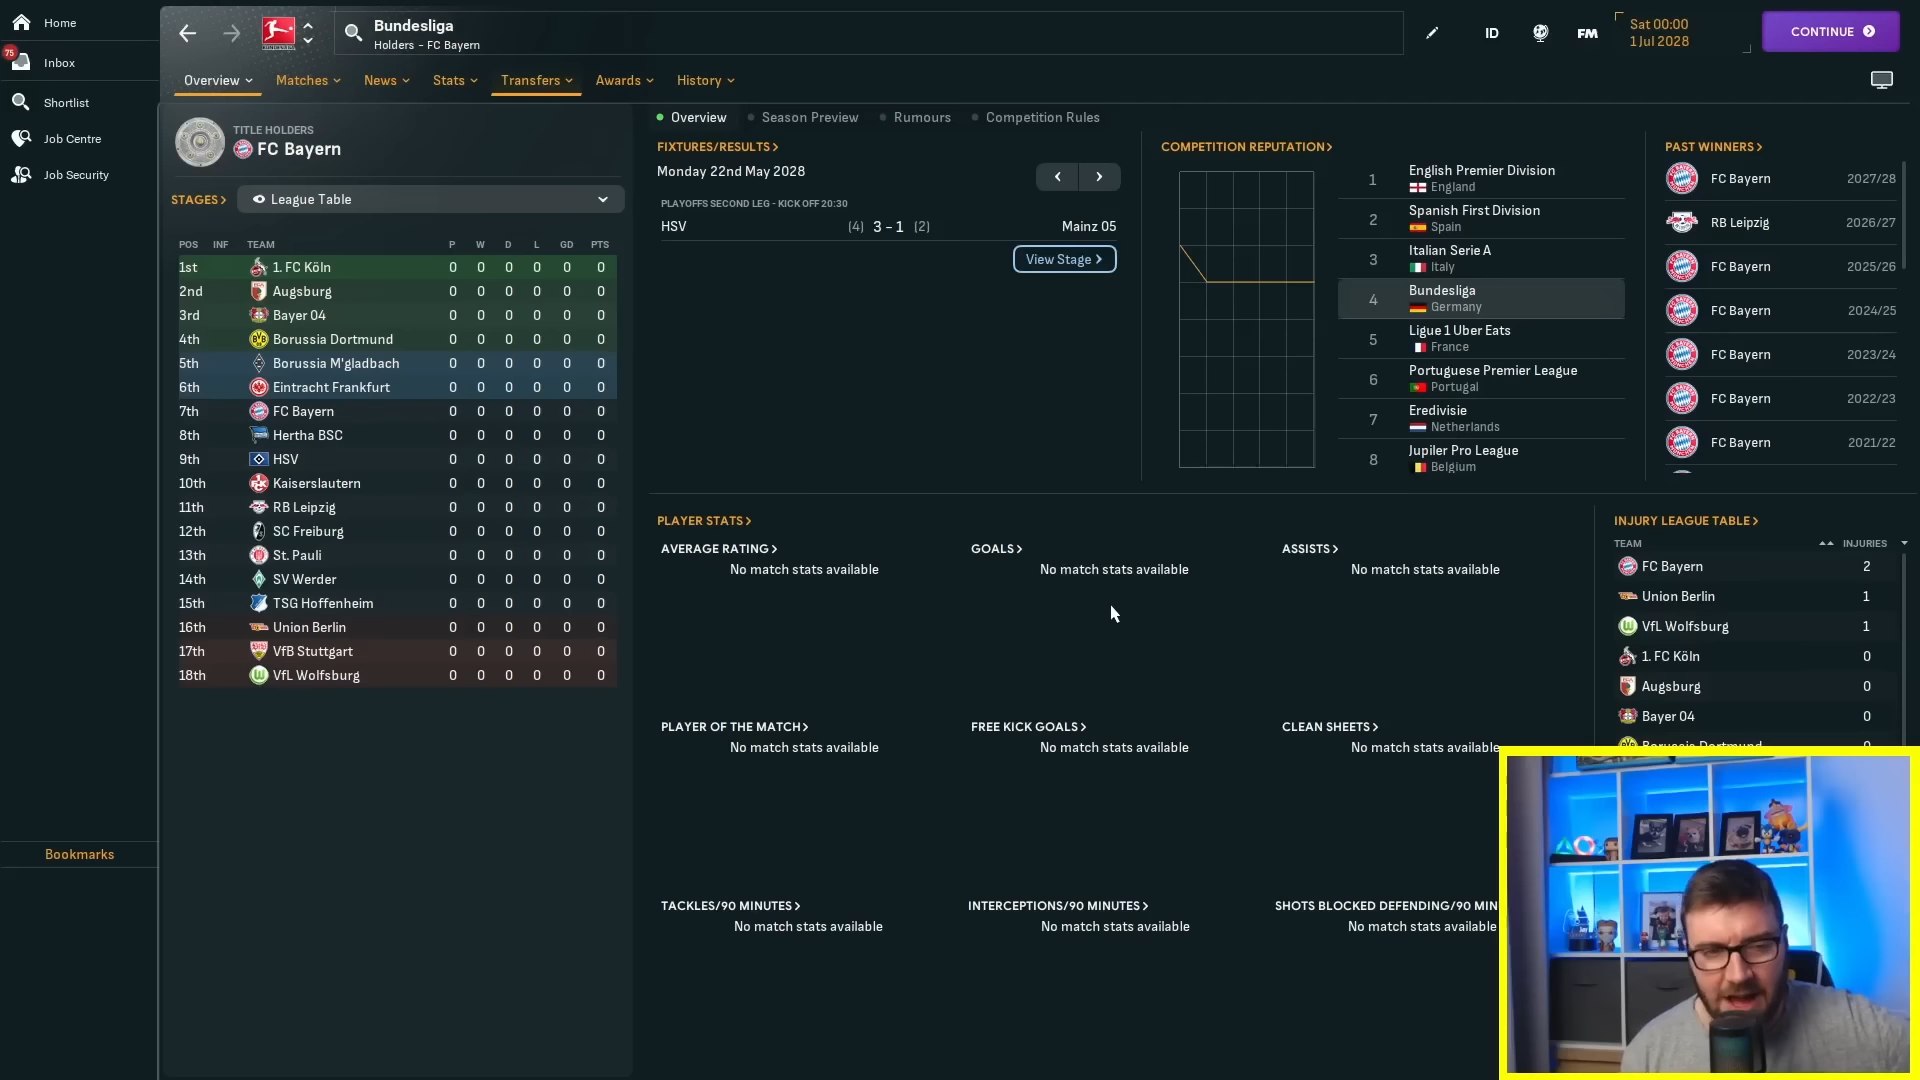 Home
75
Inbox
Shortlist
Job Centre
Job Security
Bookmarks
Bundesliga
Holders - FC Bayern
ID
FM
Sat 00:00
1 Jul 2028
CONTINUE
Overview Matches News Stats Transfers Awards History
TITLE HOLDERS
FC Bayern
STAGES> League Table
POS INF TEAM P W D L GD PTS
1st 1. FC Köln 0 0 0 0 0 0
2nd Augsburg 0 0 0 0 0 0
3rd Bayer 04 0 0 0 0 0 0
4th Borussia Dortmund 0 0 0 0 0 0
5th Borussia M'gladbach 0 0 0 0 0 0
6th Eintracht Frankfurt 0 0 0 0 0 0
7th FC Bayern 0 0 0 0 0 0
8th Hertha BSC 0 0 0 0 0 0
9th HSV 0 0 0 0 0 0
10th Kaiserslautern 0 0 0 0 0 0
11th RB Leipzig 0 0 0 0 0 0
12th SC Freiburg 0 0 0 0 0 0
13th St. Pauli 0 0 0 0 0 0
14th SV Werder 0 0 0 0 0 0
15th TSG Hoffenheim 0 0 0 0 0 0
16th Union Berlin 0 0 0 0 0 0
17th VfB Stuttgart 0 0 0 0 0 0
18th VfL Wolfsburg 0 0 0 0 0 0
Overview Season Preview Rumours Competition Rules
FIXTURES/RESULTS>
Monday 22nd May 2028
PLAYOFFS SECOND LEG - KICK OFF 20:30
HSV (4) 3 - 1 (2) Mainz 05
View Stage >
COMPETITION REPUTATION>
1 English Premier Division
England
2 Spanish First Division
Spain
3 Italian Serie A
Italy
4 Bundesliga
Germany
5 Ligue 1 Uber Eats
France
6 Portuguese Premier League
Portugal
7 Eredivisie
Netherlands
8 Jupiler Pro League
Belgium
PAST WINNERS>
FC Bayern 2027/28
RB Leipzig 2026/27
FC Bayern 2025/26
FC Bayern 2024/25
FC Bayern 2023/24
FC Bayern 2022/23
FC Bayern 2021/22
PLAYER STATS>
AVERAGE RATING>
No match stats available
GOALS>
No match stats available
ASSISTS>
No match stats available
PLAYER OF THE MATCH>
No match stats available
FREE KICK GOALS>
No match stats available
CLEAN SHEETS>
No match stats available
TACKLES/90 MINUTES>
No match stats available
INTERCEPTIONS/90 MINUTES>
No match stats available
SHOTS BLOCKED DEFENDING/90 MIN
No match stats available
INJURY LEAGUE TABLE>
TEAM INJURIES
FC Bayern 2
Union Berlin 1
VfL Wolfsburg 1
1. FC Köln 0
Augsburg 0
Bayer 04 0
Borussia Dortmund 0